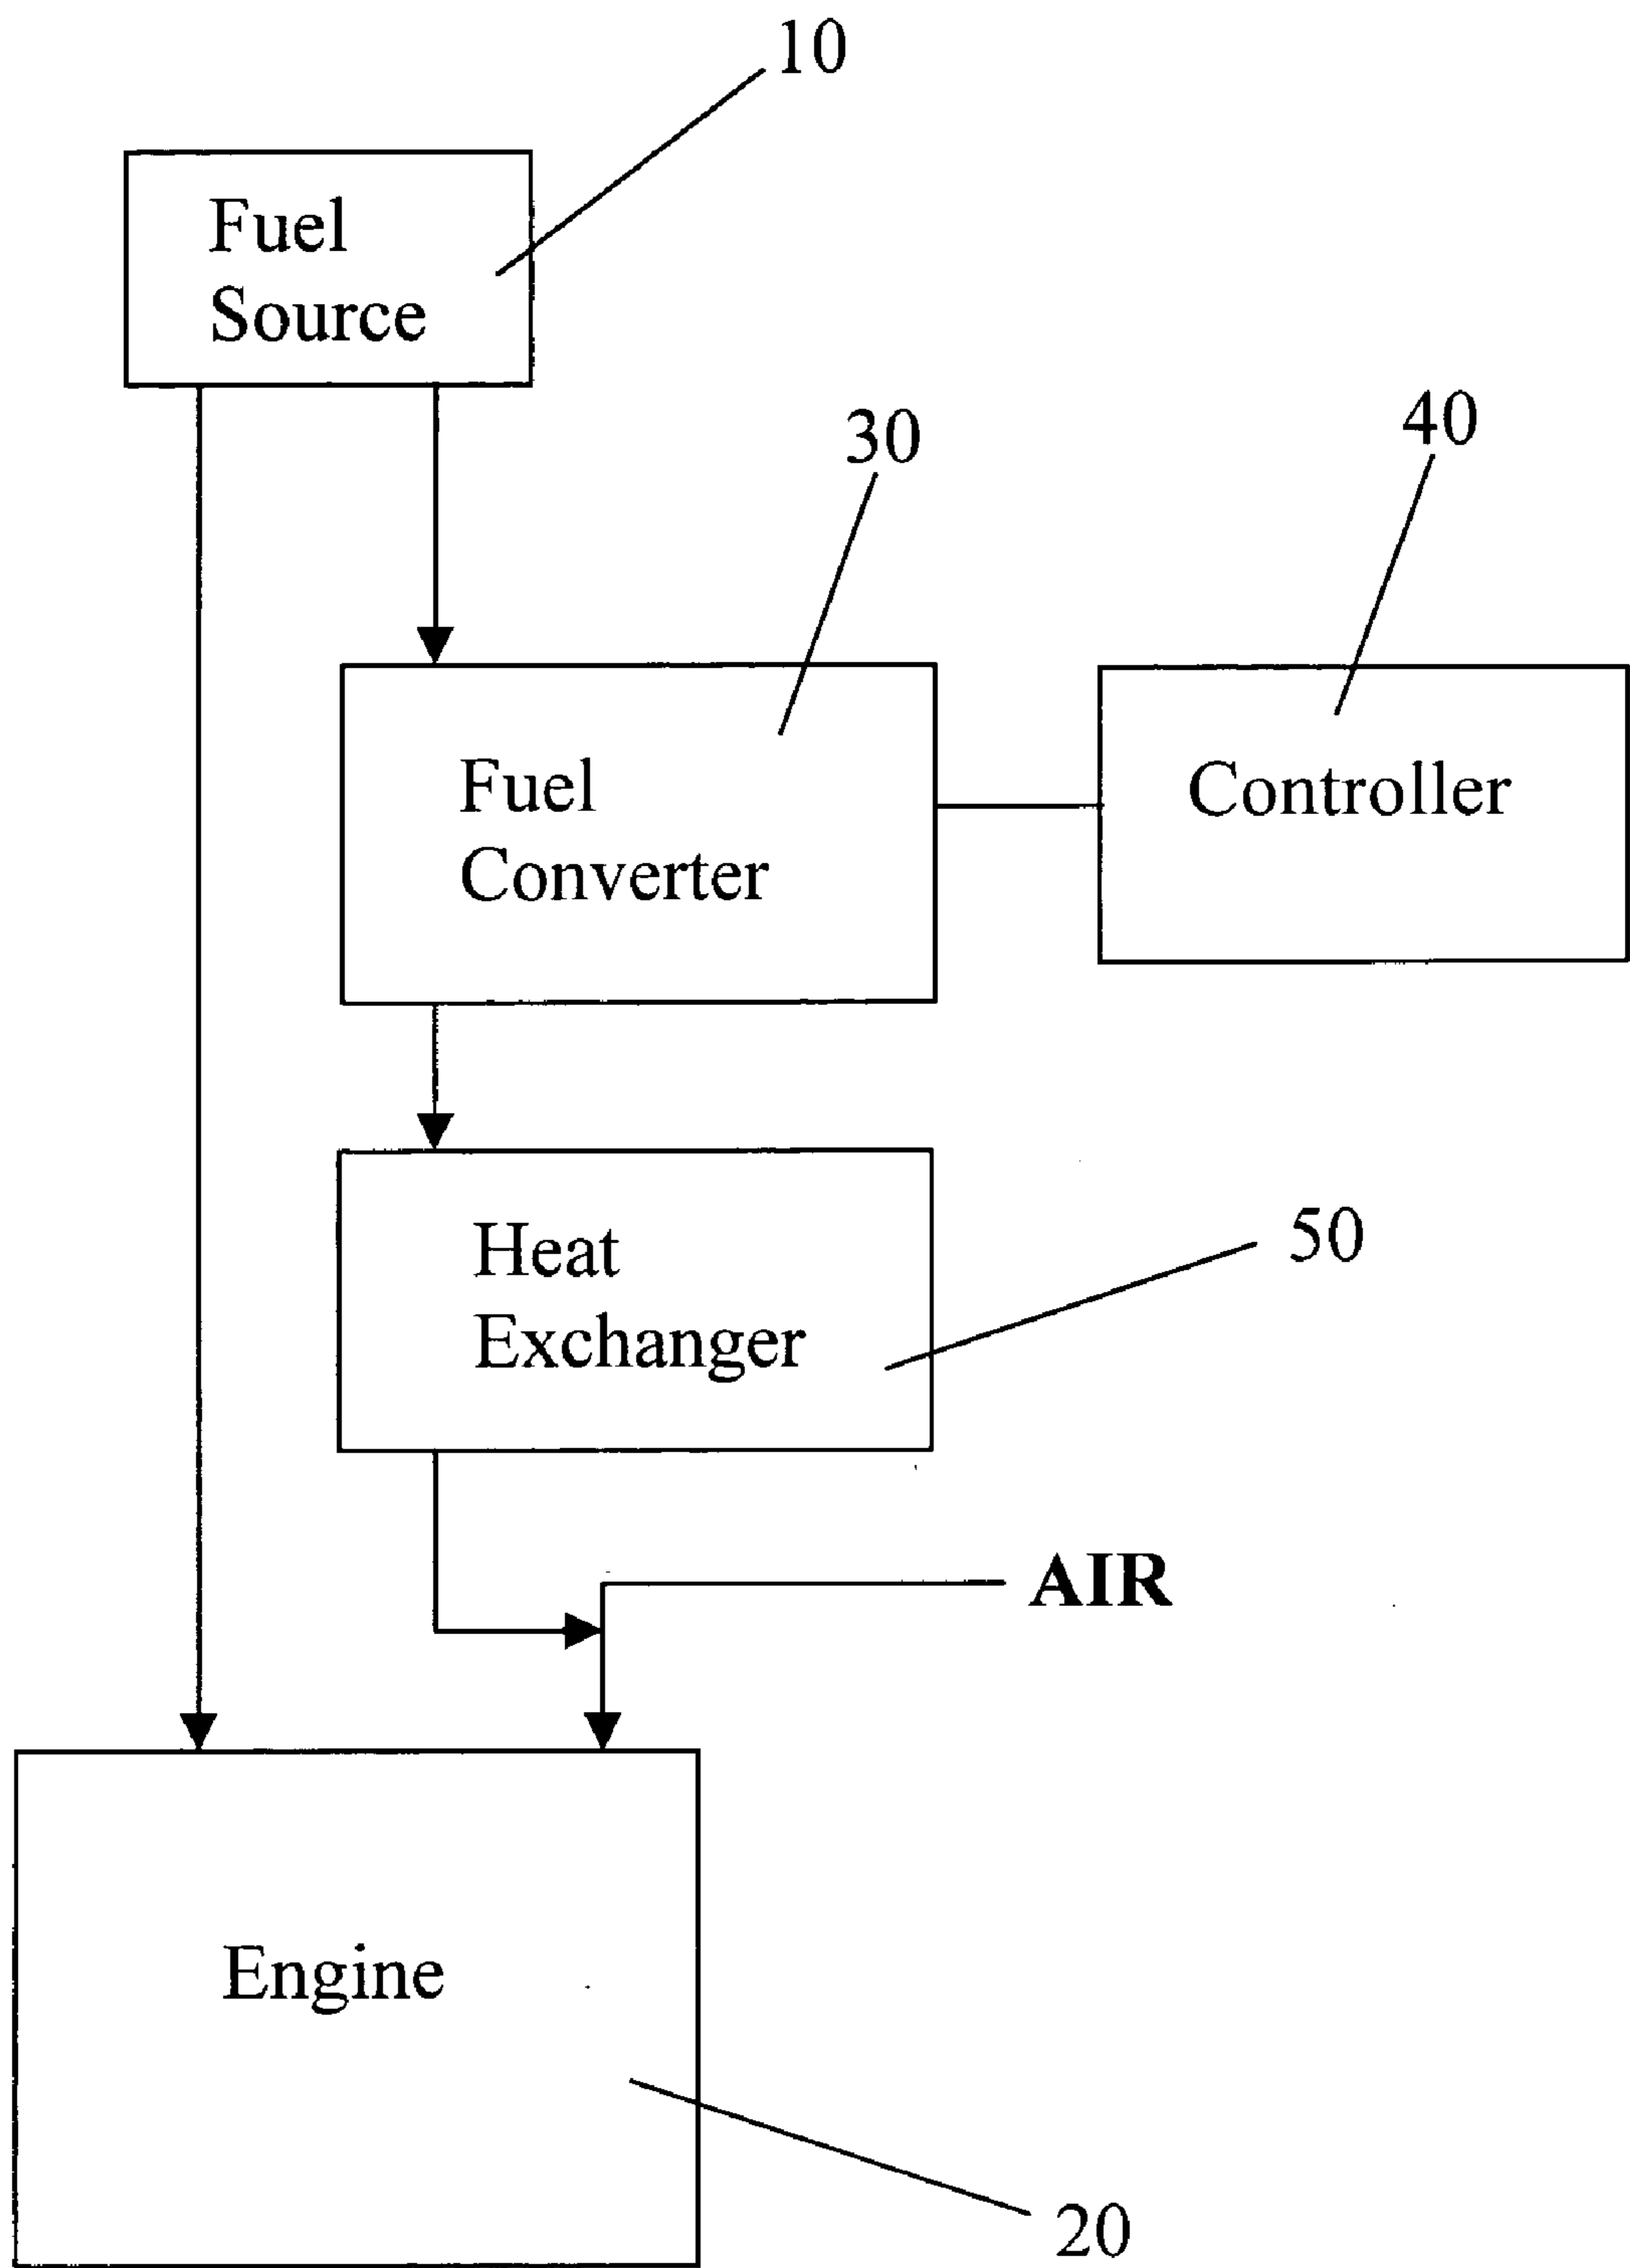 10
Fuel
Source
30
40
Fuel
Converter
Controller
Heat
Exchanger
50
AIR
Engine
20